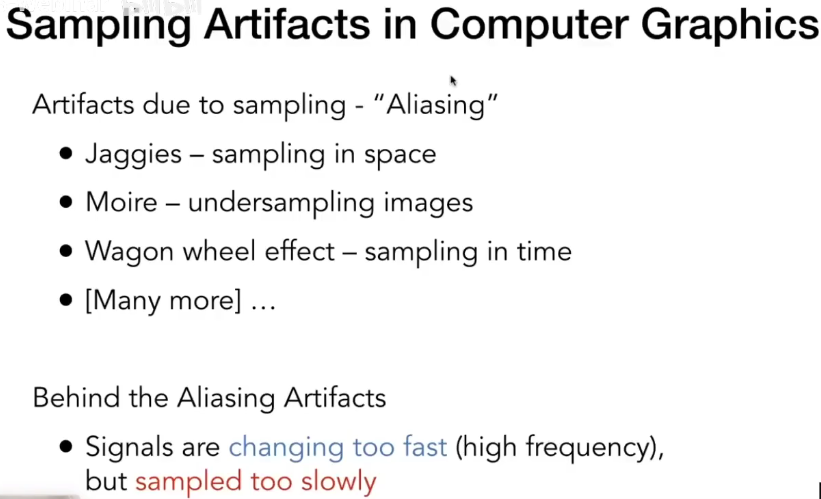 Sampling Artifacts in Computer Graphics
Artifacts due to sampling - “Aliasing”
• Jaggies – sampling in space
• Moire – undersampling images
• Wagon wheel effect – sampling in time
• [Many more] …
Behind the Aliasing Artifacts
• Signals are changing too fast (high frequency),
but sampled too slowly